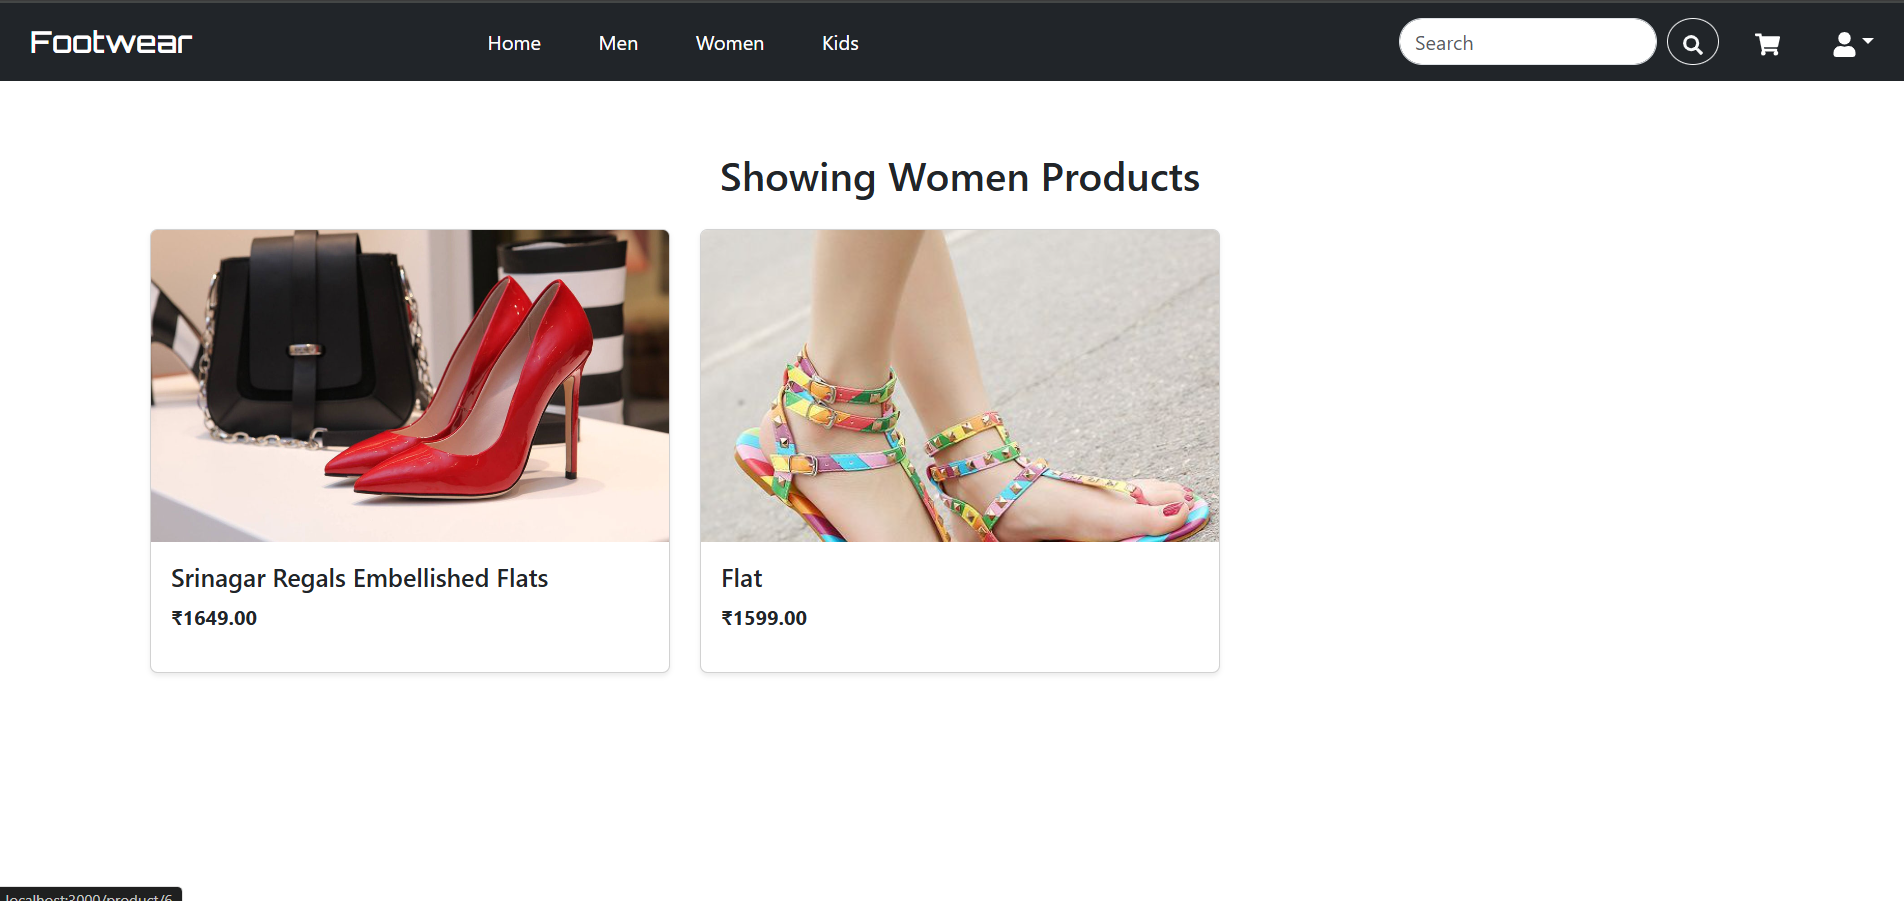 Footwear
Home
Men
Women
Kids
Search
Showing Women Products
Srinagar Regals Embellished Flats
₹1649.00
Flat
₹1599.00
localhost:3000/product/6